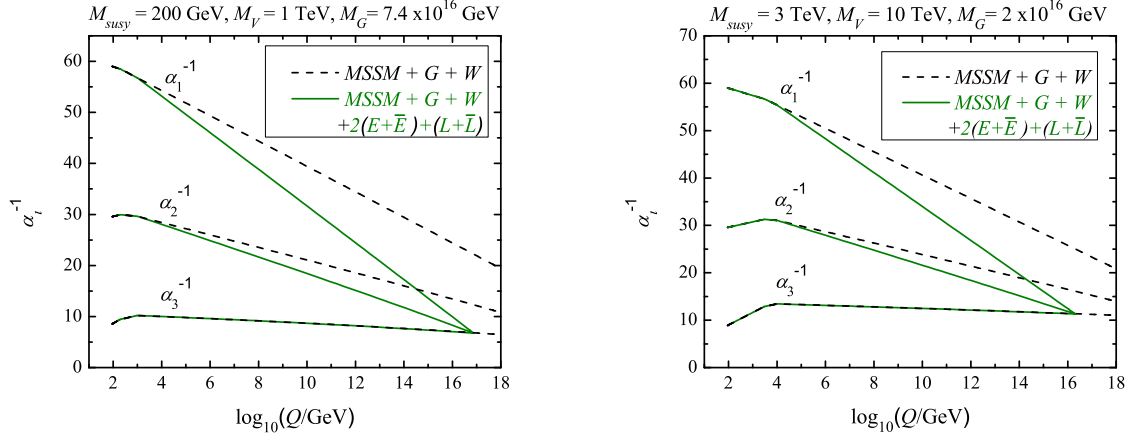 M_susy = 200 GeV, M_V = 1 TeV, M_G = 7.4 x10^16 GeV
MSSM + G + W
MSSM + G + W
+2(E+E̅)+(L+L̅)
α_1^-1
α_2^-1
α_3^-1
α_i^-1
60
50
40
30
20
10
0
2 4 6 8 10 12 14 16 18
log_10(Q/GeV)
M_susy = 3 TeV, M_V = 10 TeV, M_G = 2 x10^16 GeV
MSSM + G + W
MSSM + G + W
+2(E+E̅)+(L+L̅)
α_1^-1
α_2^-1
α_3^-1
α_i^-1
70
60
50
40
30
20
10
0
2 4 6 8 10 12 14 16 18
log_10(Q/GeV)